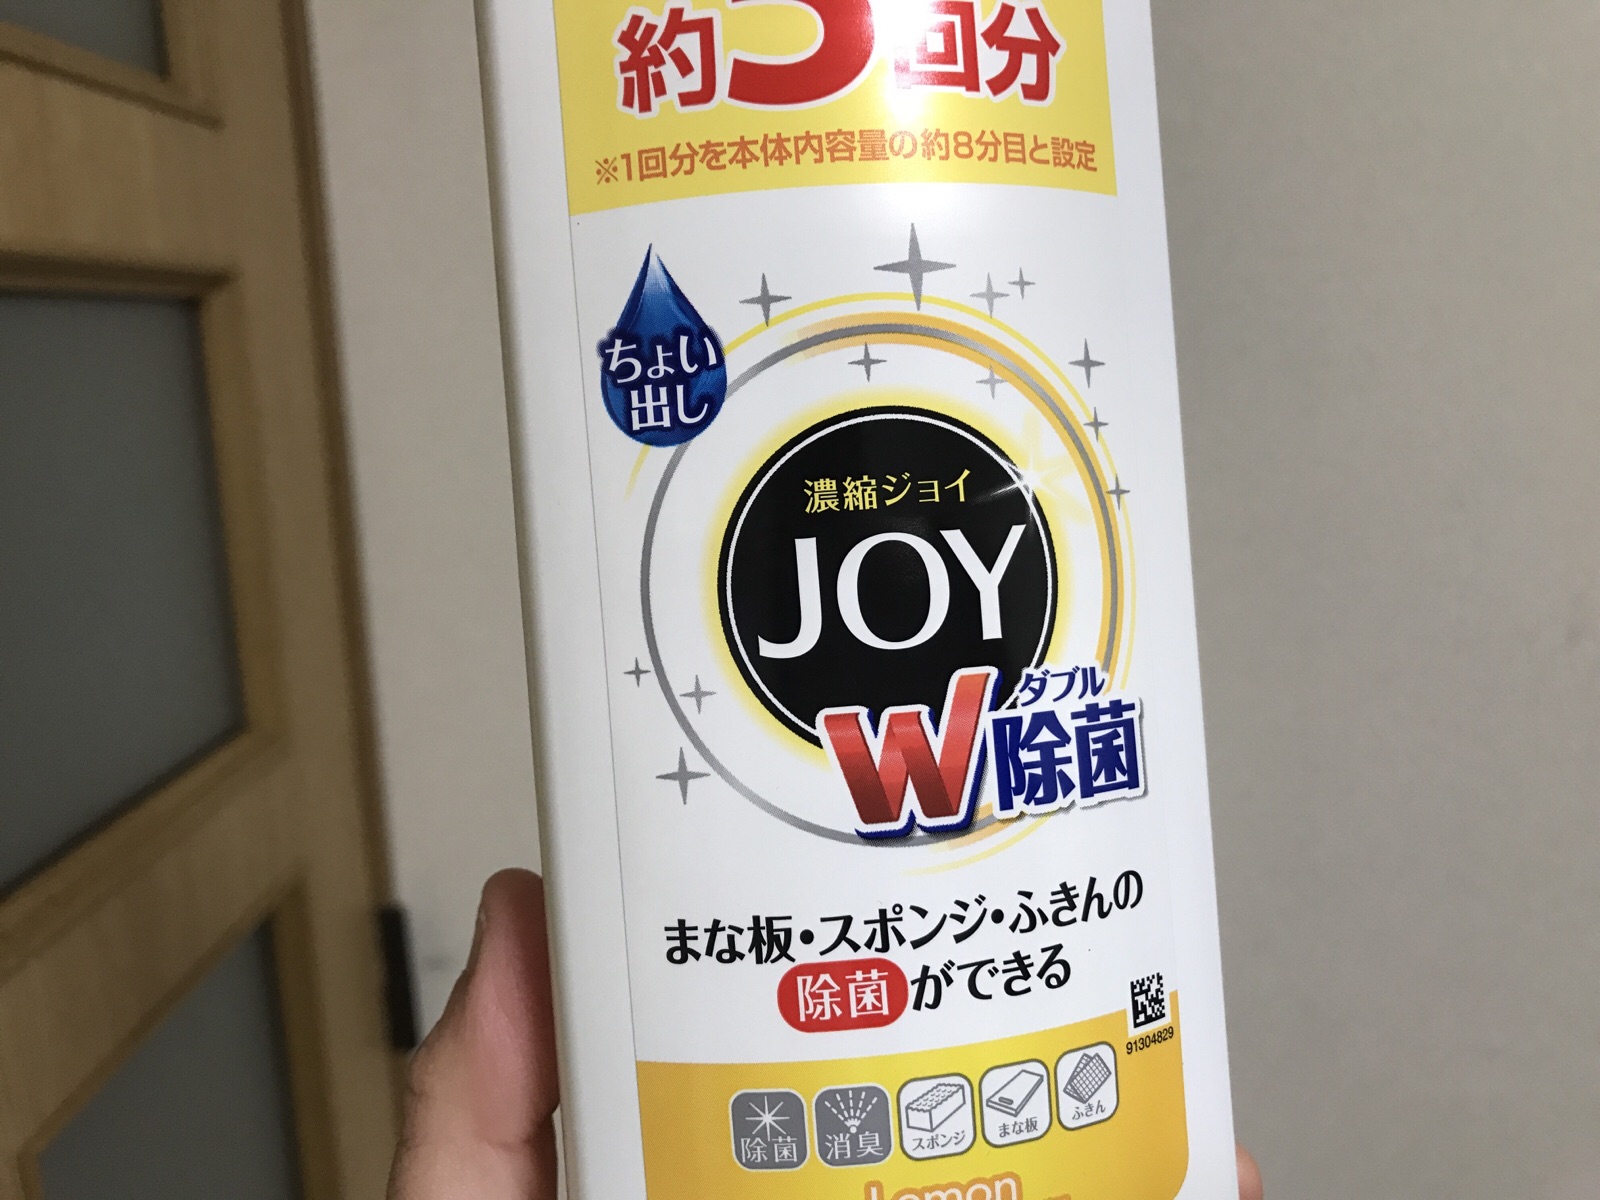 約5回分
※1回分を本体内容量の約8分目と設定
ちょい
出し
濃縮ジョイ
JOY
W
ダブル
除菌
まな板・スポンジ・ふきんの
除菌ができる
91304829
除菌
消臭
スポンジ
まな板
ふきん
Lemon